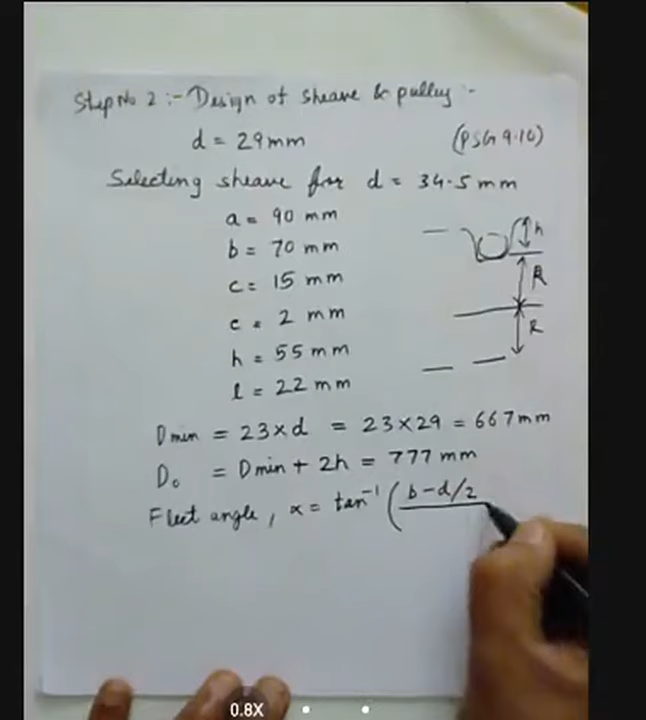 Step No 2 :- Design of sheave & pulley :-
d = 29mm (PSG 9.10)
Selecting sheave for d = 34.5 mm
a = 90 mm
b = 70 mm
c = 15 mm
e = 2 mm
h = 55 mm
l = 22 mm
h
R
R
Dmin = 23×d = 23×29 = 667mm
D₀ = Dmin + 2h = 777 mm
Fleet angle, α = tan⁻¹ ( b-d/2
0.8X